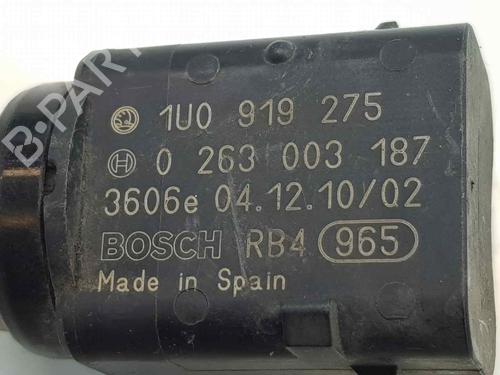 1U0 919 275
0 263 003 187
3606e 04.12.10/02
BOSCH RB4 965
Made in Spain
B-PARTS